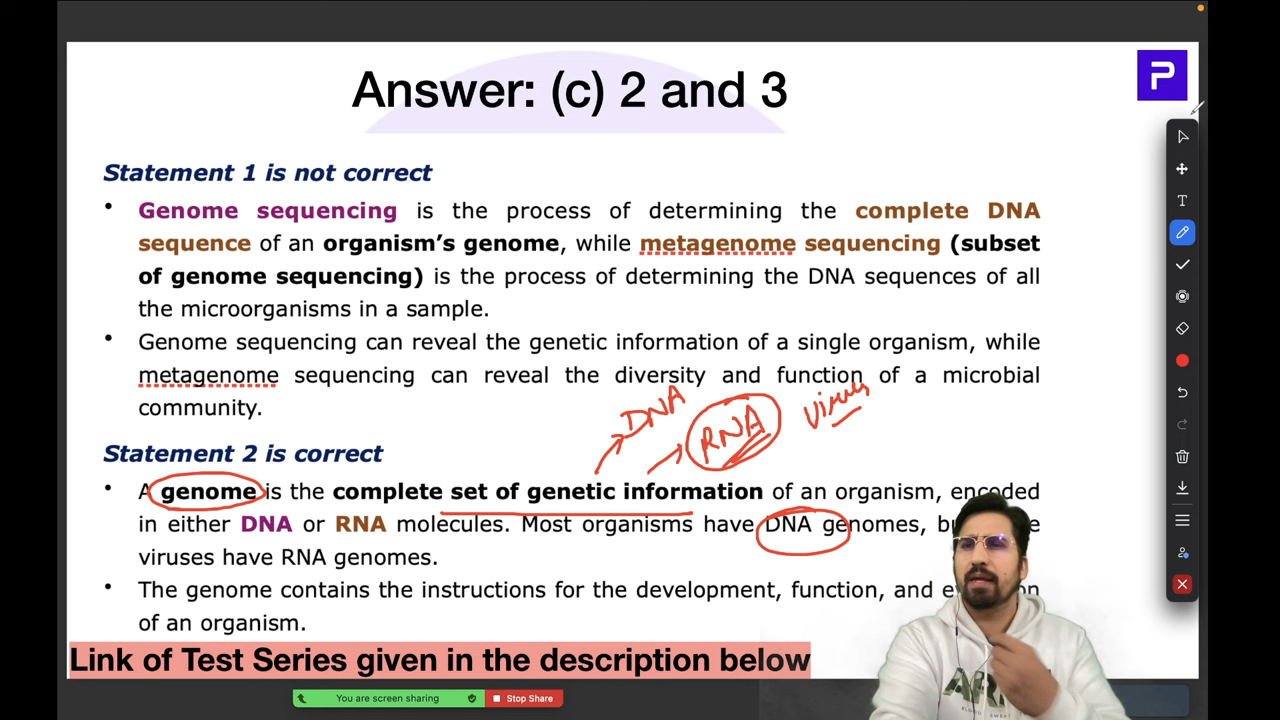 Answer: (c) 2 and 3
P
Statement 1 is not correct
• Genome sequencing is the process of determining the complete DNA
sequence of an organism's genome, while metagenome sequencing (subset
of genome sequencing) is the process of determining the DNA sequences of all
the microorganisms in a sample.
• Genome sequencing can reveal the genetic information of a single organism, while
metagenome sequencing can reveal the diversity and function of a microbial
community.
DNA RNA virus
Statement 2 is correct
• A genome is the complete set of genetic information of an organism, encoded
in either DNA or RNA molecules. Most organisms have DNA genomes,
viruses have RNA genomes.
• The genome contains the instructions for the development, function, and
of an organism.
Link of Test Series given in the description below
You are screen sharing Stop Share
T